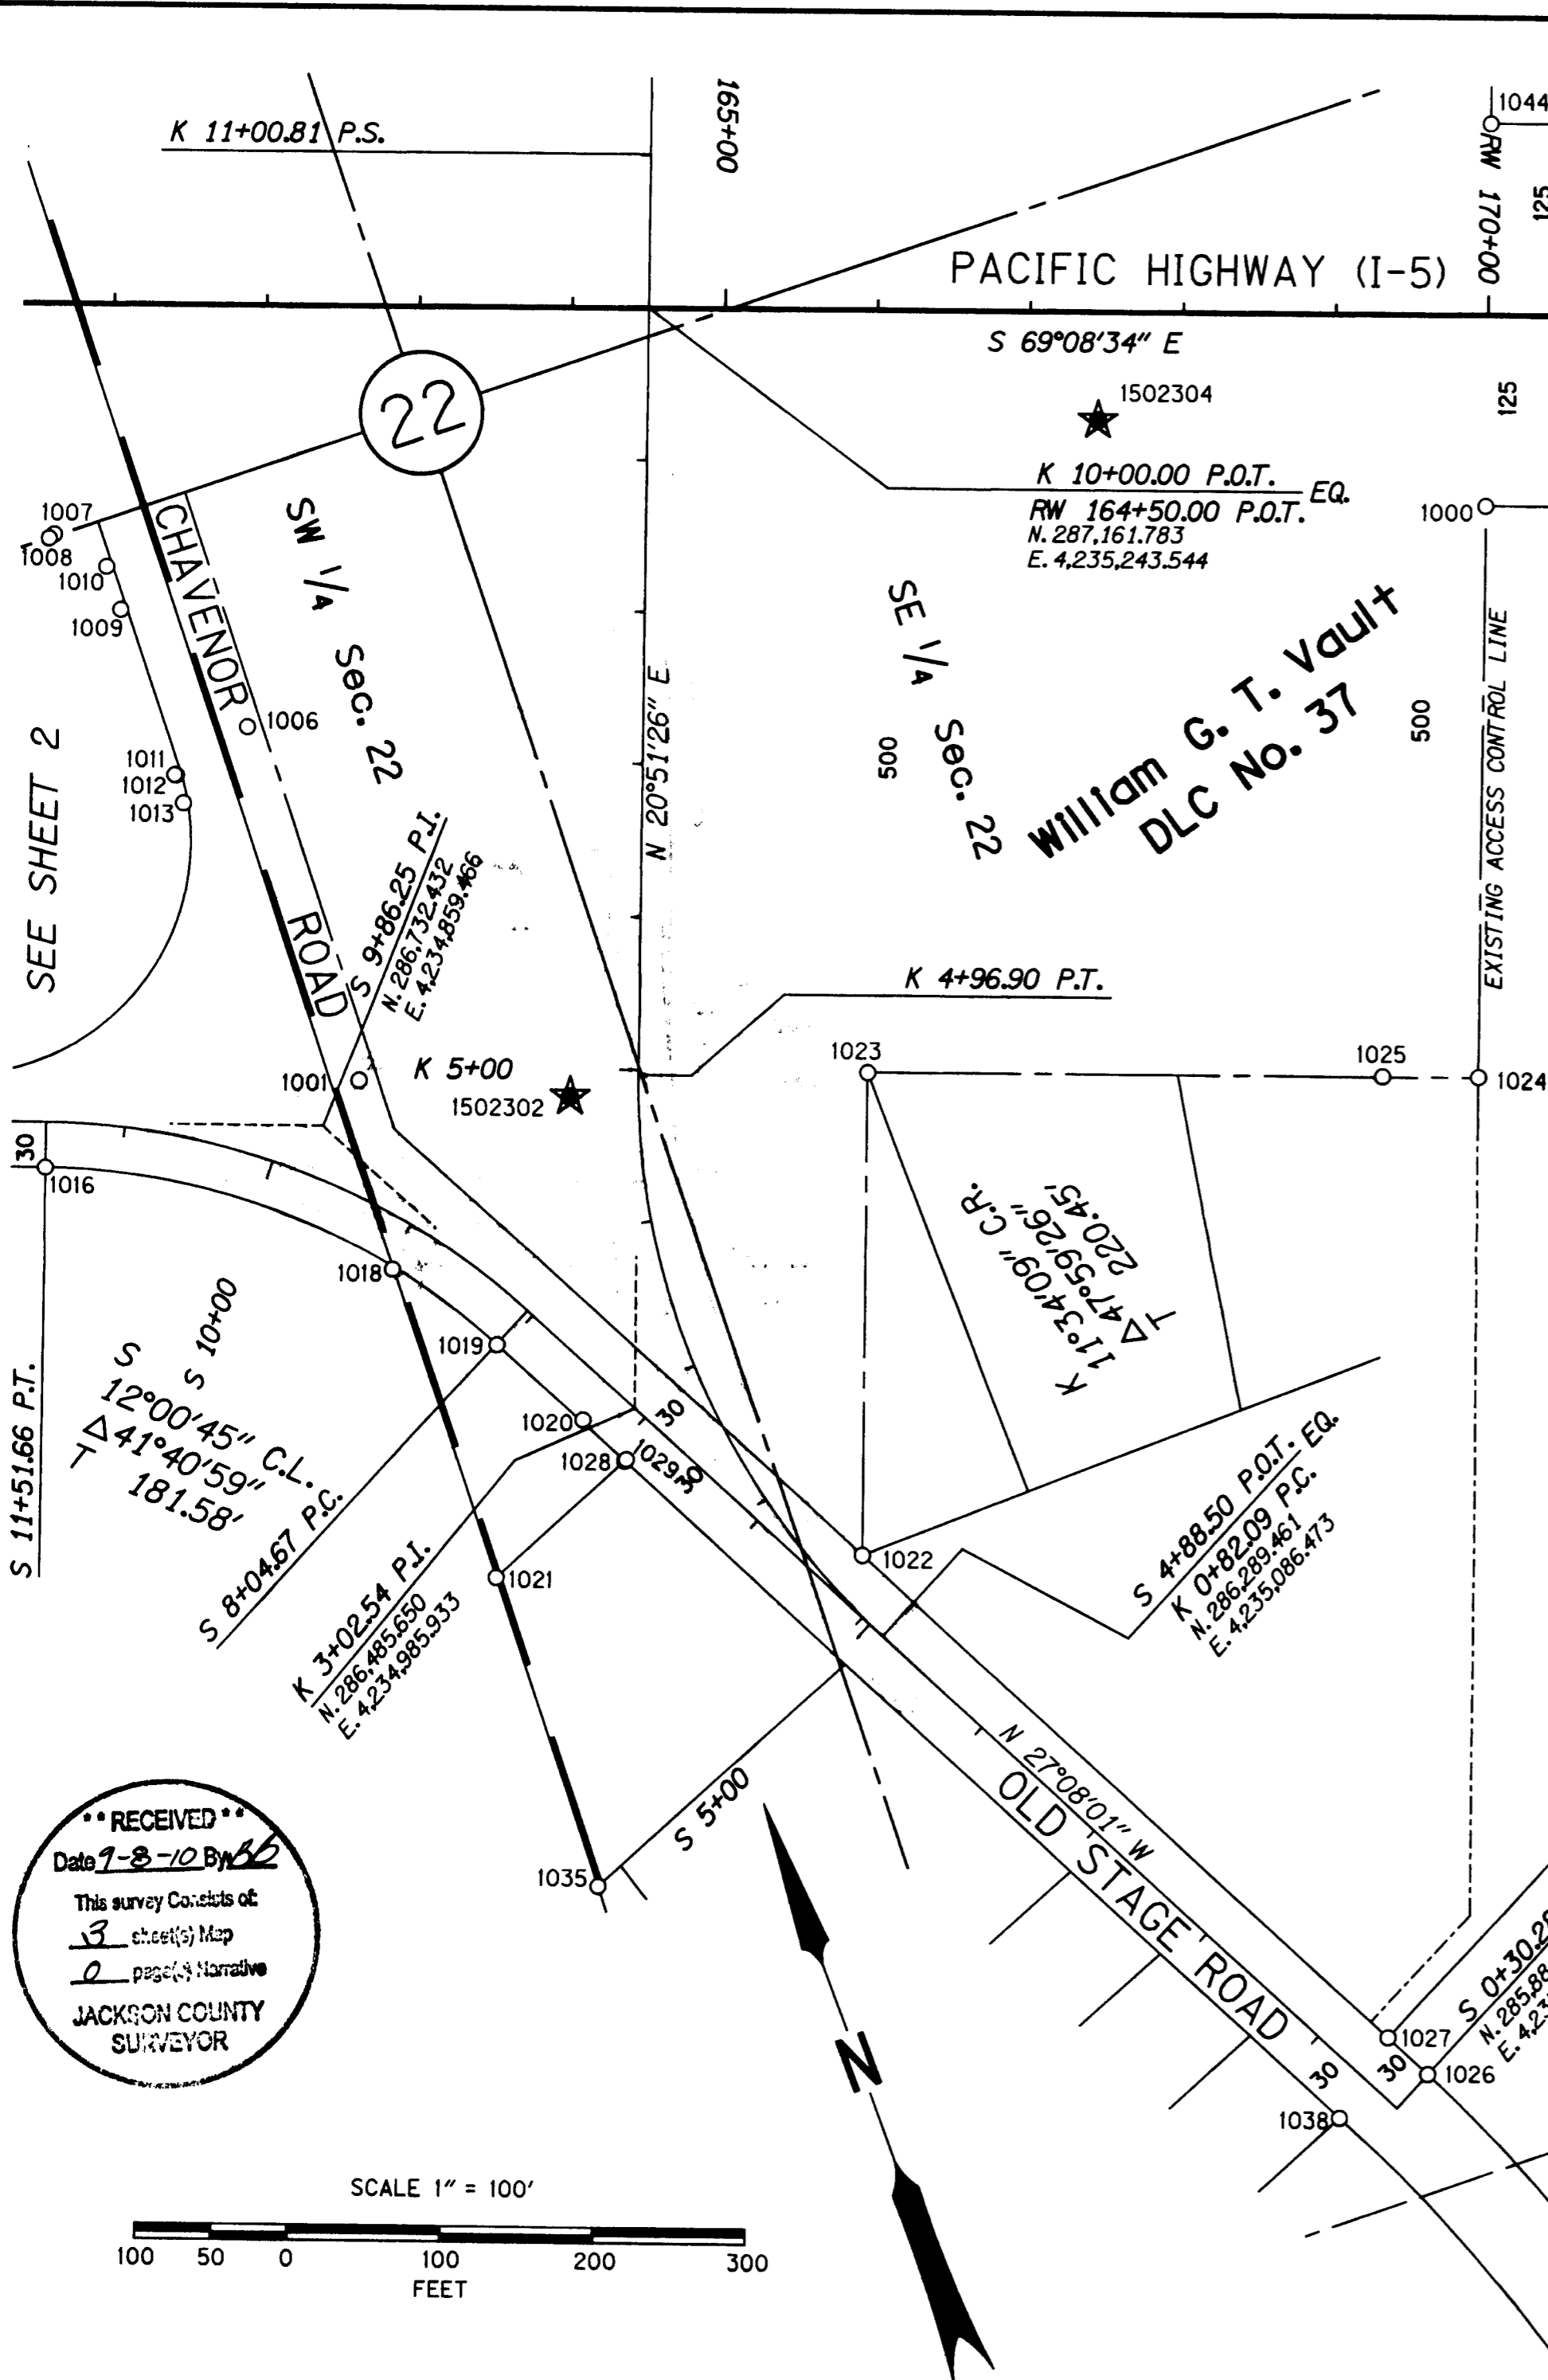 K 11+00.81 P.S.
165+00
1044
RW 170+00
125
PACIFIC HIGHWAY (I-5)
S 69°08'34" E
125
22
1502304
K 10+00.00 P.O.T.
EQ.
RW 164+50.00 P.O.T.
N. 287,161.783
E. 4,235,243.544
1000
1007
1008
1010
1009
CHAVENOR
ROAD
SW 1/4 Sec. 22
1006
1011
1012
1013
SEE SHEET 2
N 20°51'26" E
SE 1/4 Sec. 22
500
William G. T. Vault
DLC No. 37
500
EXISTING ACCESS CONTROL LINE
S 9+86.25 P.I.
N. 286,732.432
E. 4,234,859.466
K 4+96.90 P.T.
1001
K 5+00
1502302
1023
1025
1024
30
1016
1018
K
11°34'09" C.R.
Δ 47°59'26"
T 220.45'
S 11+51.66 P.T.
S 10+00
S
12°00'45" C.L.
Δ 41°40'59"
T 181.58'
1019
1020
1028
1029
30
30
S 8+04.67 P.C.
1021
1022
K 3+02.54 P.I.
N. 286,485.650
E. 4,234,985.933
S 4+88.50 P.O.T.
EQ.
K 0+82.09 P.C.
N. 286,289.461
E. 4,235,086.473
N 27°08'01" W
OLD STAGE ROAD
S 5+00
1035
** RECEIVED **
Date 9-8-10 By
This survey Consists of:
3 sheet(s) Map
0 page(s) Narrative
JACKSON COUNTY
SURVEYOR
N
S 0+30.28
N. 285,88
E. 4,23
1027
1026
30
30
1038
SCALE 1" = 100'
100 50 0 100 200 300
FEET